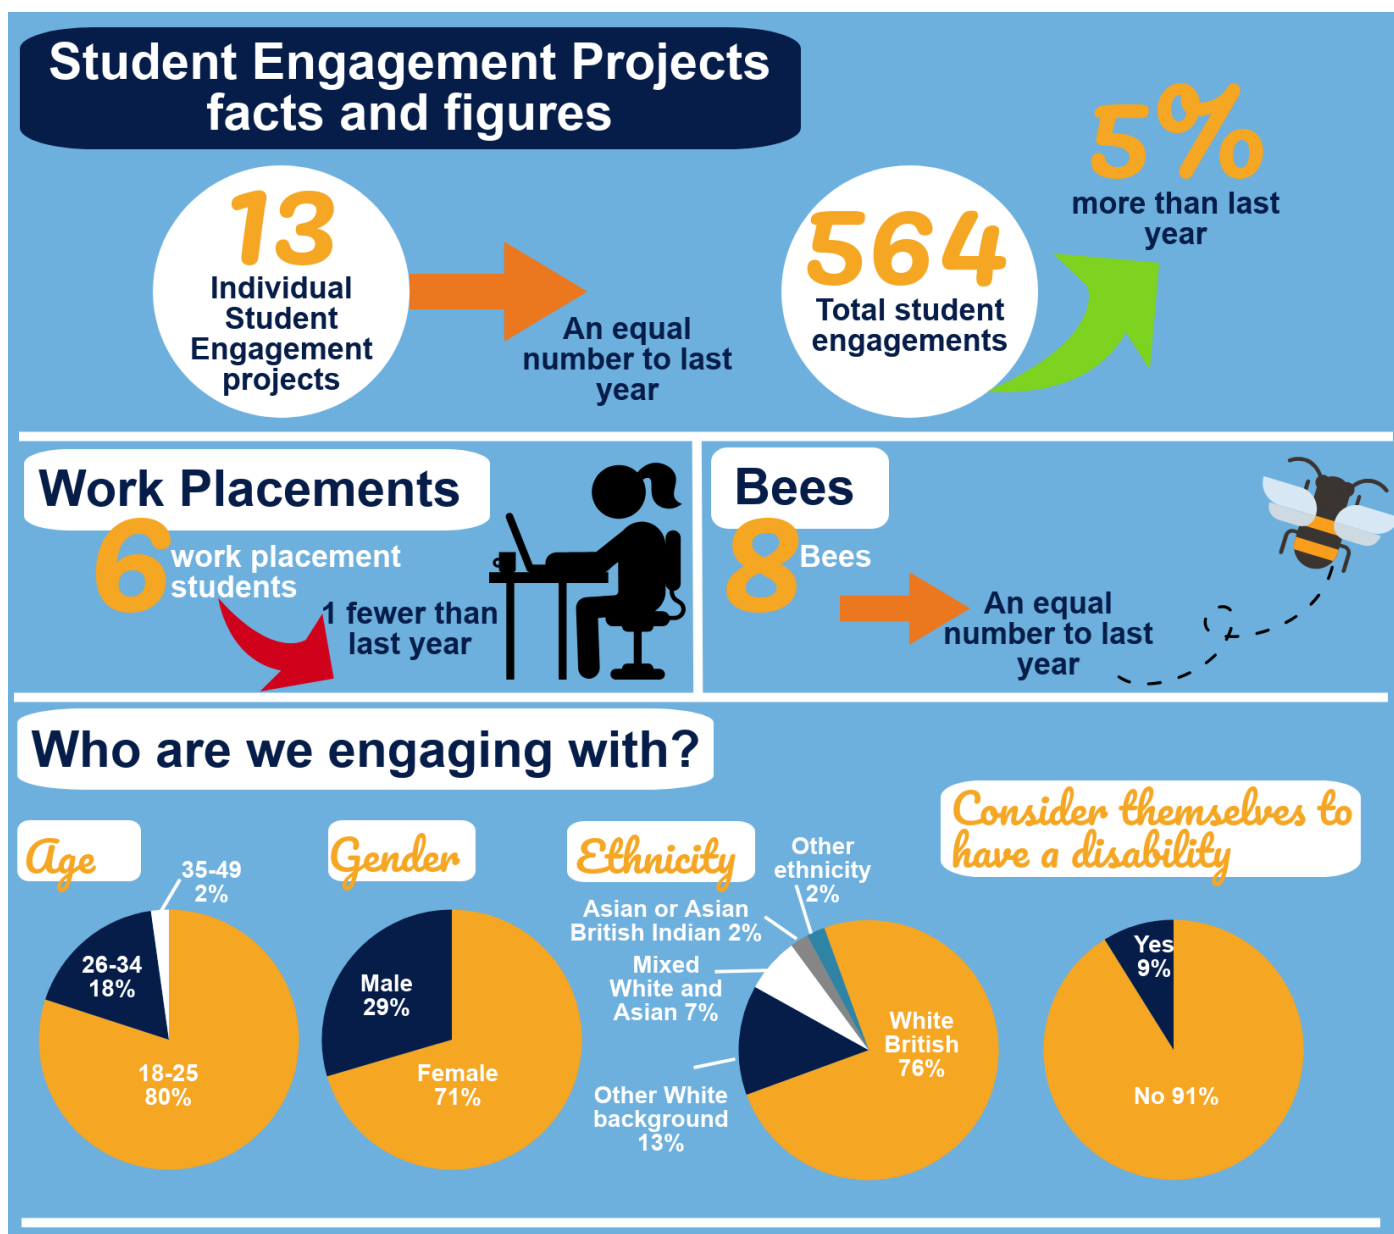 Student Engagement Projects
facts and figures
13
Individual
Student
Engagement
projects
An equal
number to last
year
564
Total student
engagements
5%
more than last
year
Work Placements
6
work placement
students
1 fewer than
last year
Bees
8
Bees
An equal
number to last
year
Who are we engaging with?
Age
35-49
2%
26-34
18%
18-25
80%
Gender
Male
29%
Female
71%
Ethnicity
Other
ethnicity
2%
Asian or Asian
British Indian 2%
Mixed
White and
Asian 7%
White
British
76%
Other White
background
13%
Consider themselves to
have a disability
Yes
9%
No 91%